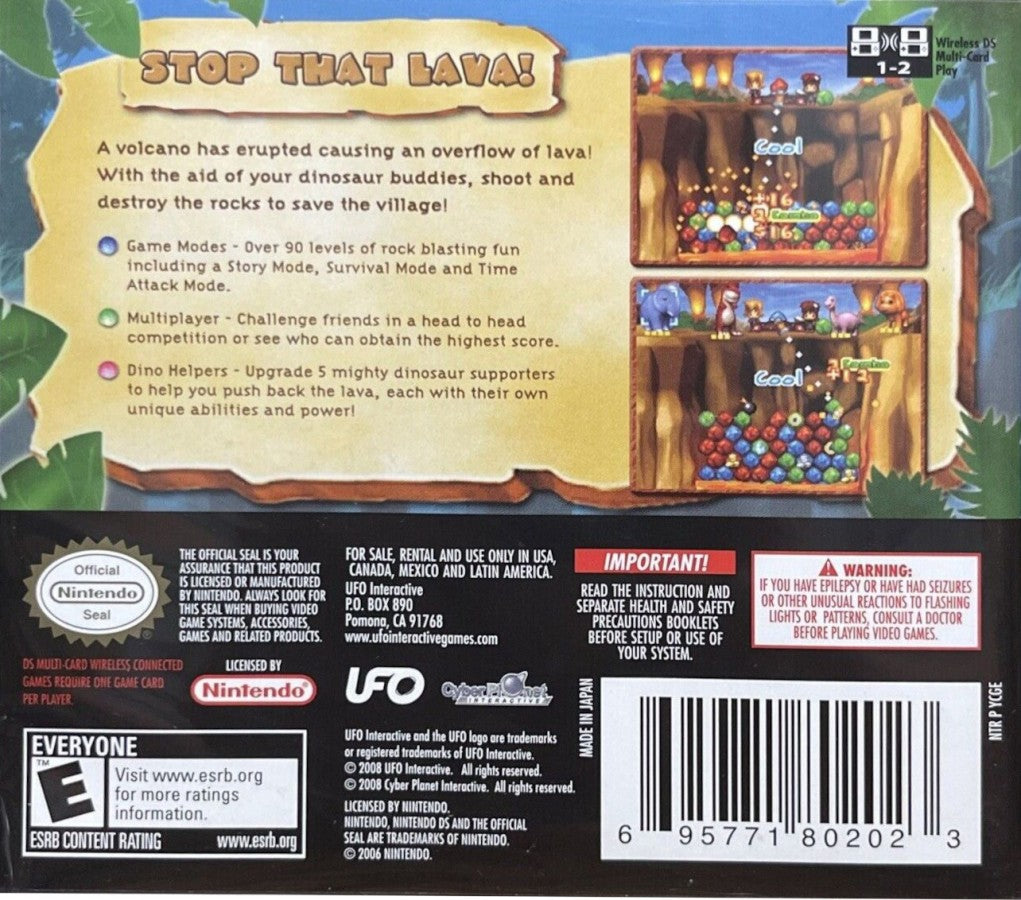 STOP THAT LAVA!
Wireless DS
Multi-Card
Play
1-2
A volcano has erupted causing an overflow of lava!
With the aid of your dinosaur buddies, shoot and
destroy the rocks to save the village!
Game Modes - Over 90 levels of rock blasting fun
including a Story Mode, Survival Mode and Time
Attack Mode.
Multiplayer - Challenge friends in a head to head
competition or see who can obtain the highest score.
Dino Helpers - Upgrade 5 mighty dinosaur supporters
to help you push back the lava, each with their own
unique abilities and power!
Cool
+16
2 Combo
+16
Cool
Combo
+12
Official
Nintendo
Seal
THE OFFICIAL SEAL IS YOUR
ASSURANCE THAT THIS PRODUCT
IS LICENSED OR MANUFACTURED
BY NINTENDO. ALWAYS LOOK FOR
THIS SEAL WHEN BUYING VIDEO
GAME SYSTEMS, ACCESSORIES,
GAMES AND RELATED PRODUCTS.
DS MULTI-CARD WIRELESS CONNECTED
GAMES REQUIRE ONE GAME CARD
PER PLAYER.
LICENSED BY
Nintendo®
EVERYONE
E™
Visit www.esrb.org
for more ratings
information.
ESRB CONTENT RATING www.esrb.org
FOR SALE, RENTAL AND USE ONLY IN USA,
CANADA, MEXICO AND LATIN AMERICA.
UFO Interactive
P.O. BOX 890
Pomona, CA 91768
www.ufointeractivegames.com
UFO
Cyber Planet
INTERACTIVE
UFO Interactive and the UFO logo are trademarks
or registered trademarks of UFO Interactive.
© 2008 UFO Interactive. All rights reserved.
© 2008 Cyber Planet Interactive. All rights reserved.
LICENSED BY NINTENDO.
NINTENDO, NINTENDO DS AND THE OFFICIAL
SEAL ARE TRADEMARKS OF NINTENDO.
© 2006 NINTENDO.
IMPORTANT!
READ THE INSTRUCTION AND
SEPARATE HEALTH AND SAFETY
PRECAUTIONS BOOKLETS
BEFORE SETUP OR USE OF
YOUR SYSTEM.
WARNING:
IF YOU HAVE EPILEPSY OR HAVE HAD SEIZURES
OR OTHER UNUSUAL REACTIONS TO FLASHING
LIGHTS OR PATTERNS, CONSULT A DOCTOR
BEFORE PLAYING VIDEO GAMES.
MADE IN JAPAN
6 95771 80202 3
NTR P YCGE